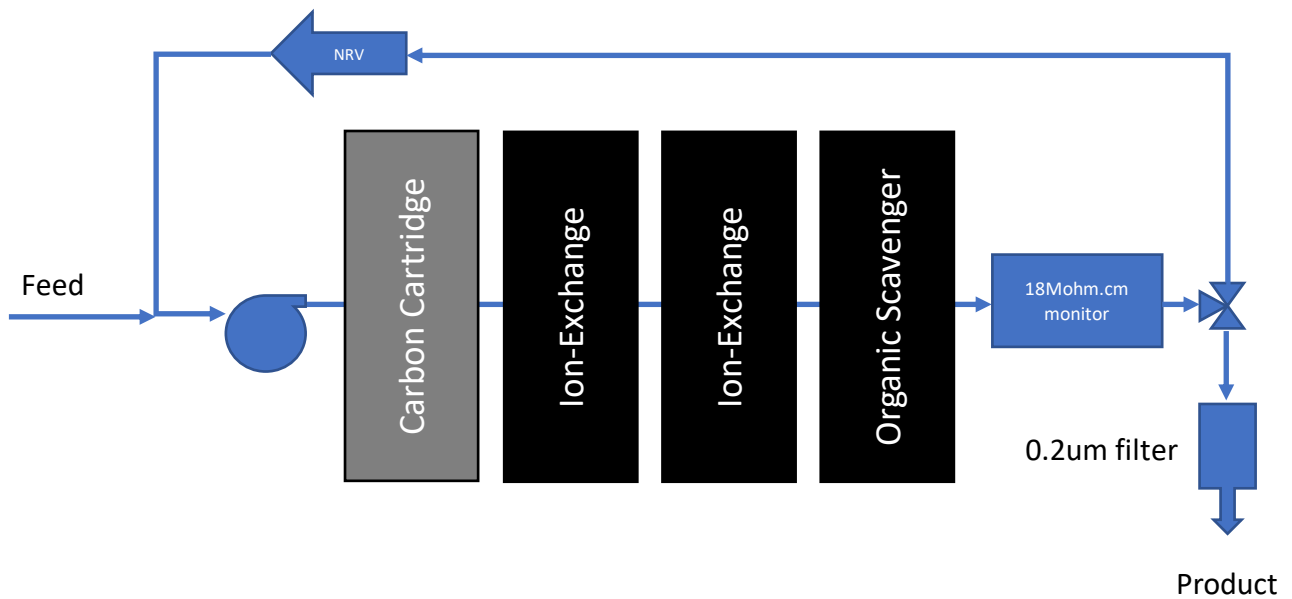 NRV
Feed
Carbon Cartridge
Ion-Exchange
Ion-Exchange
Organic Scavenger
18Mohm.cm
monitor
0.2um filter
Product